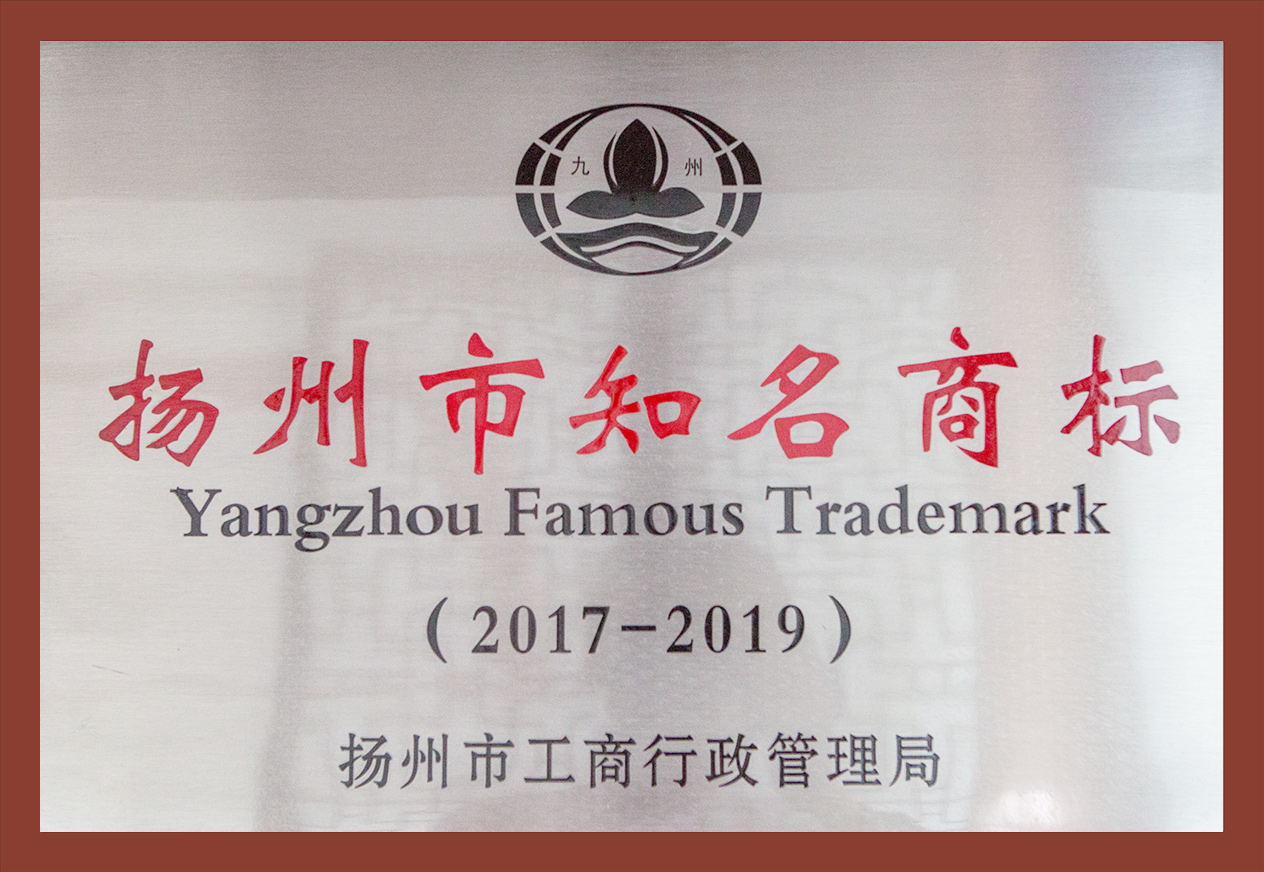 九 州
扬州市知名商标
Yangzhou Famous Trademark
(2017-2019)
扬州市工商行政管理局